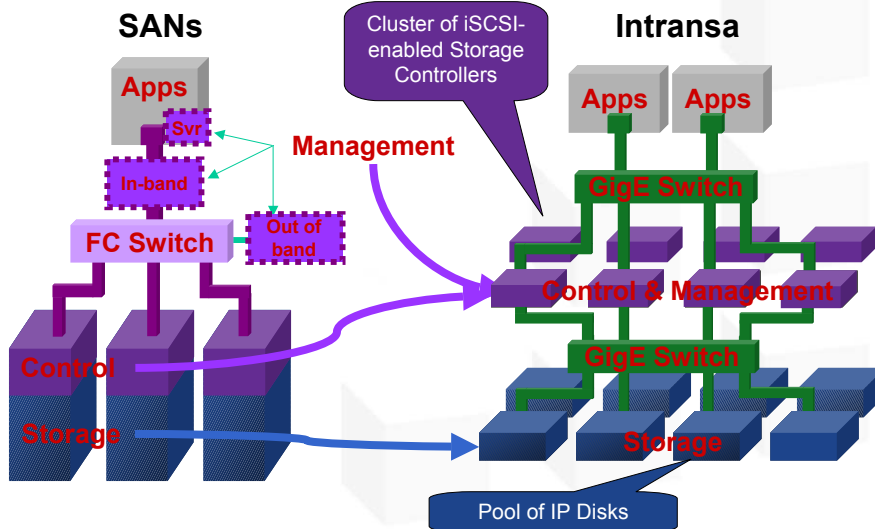 SANs
Cluster of iSCSI-
enabled Storage
Controllers
Intransa
Apps
Svr
Management
In-band
FC Switch
Out of
band
Apps
Apps
GigE Switch
Control & Management
GigE Switch
Control
Storage
Storage
Pool of IP Disks